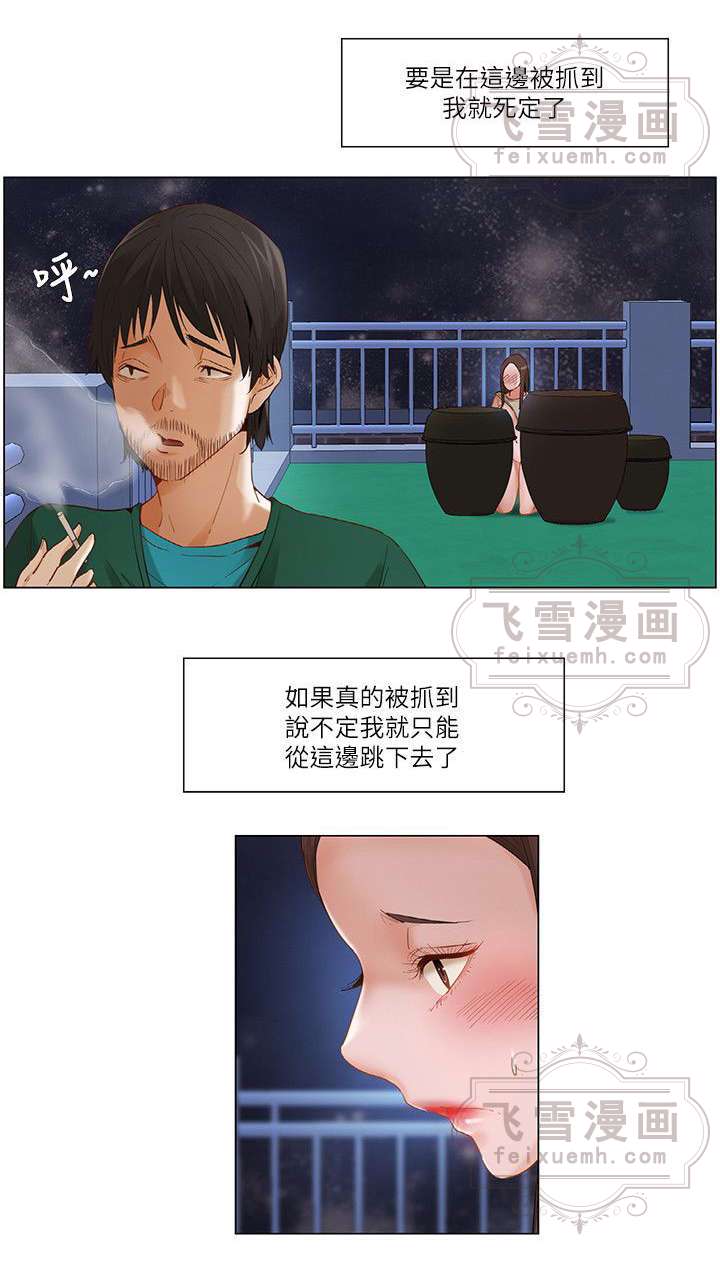 要是在這邊被抓到
我就死定了
飞雪漫画
feixuemh.com
呼~
飞雪漫画
feixuemh.com
如果真的被抓到
說不定我就只能
從這邊跳下去了
飞雪漫画
feixuemh.com